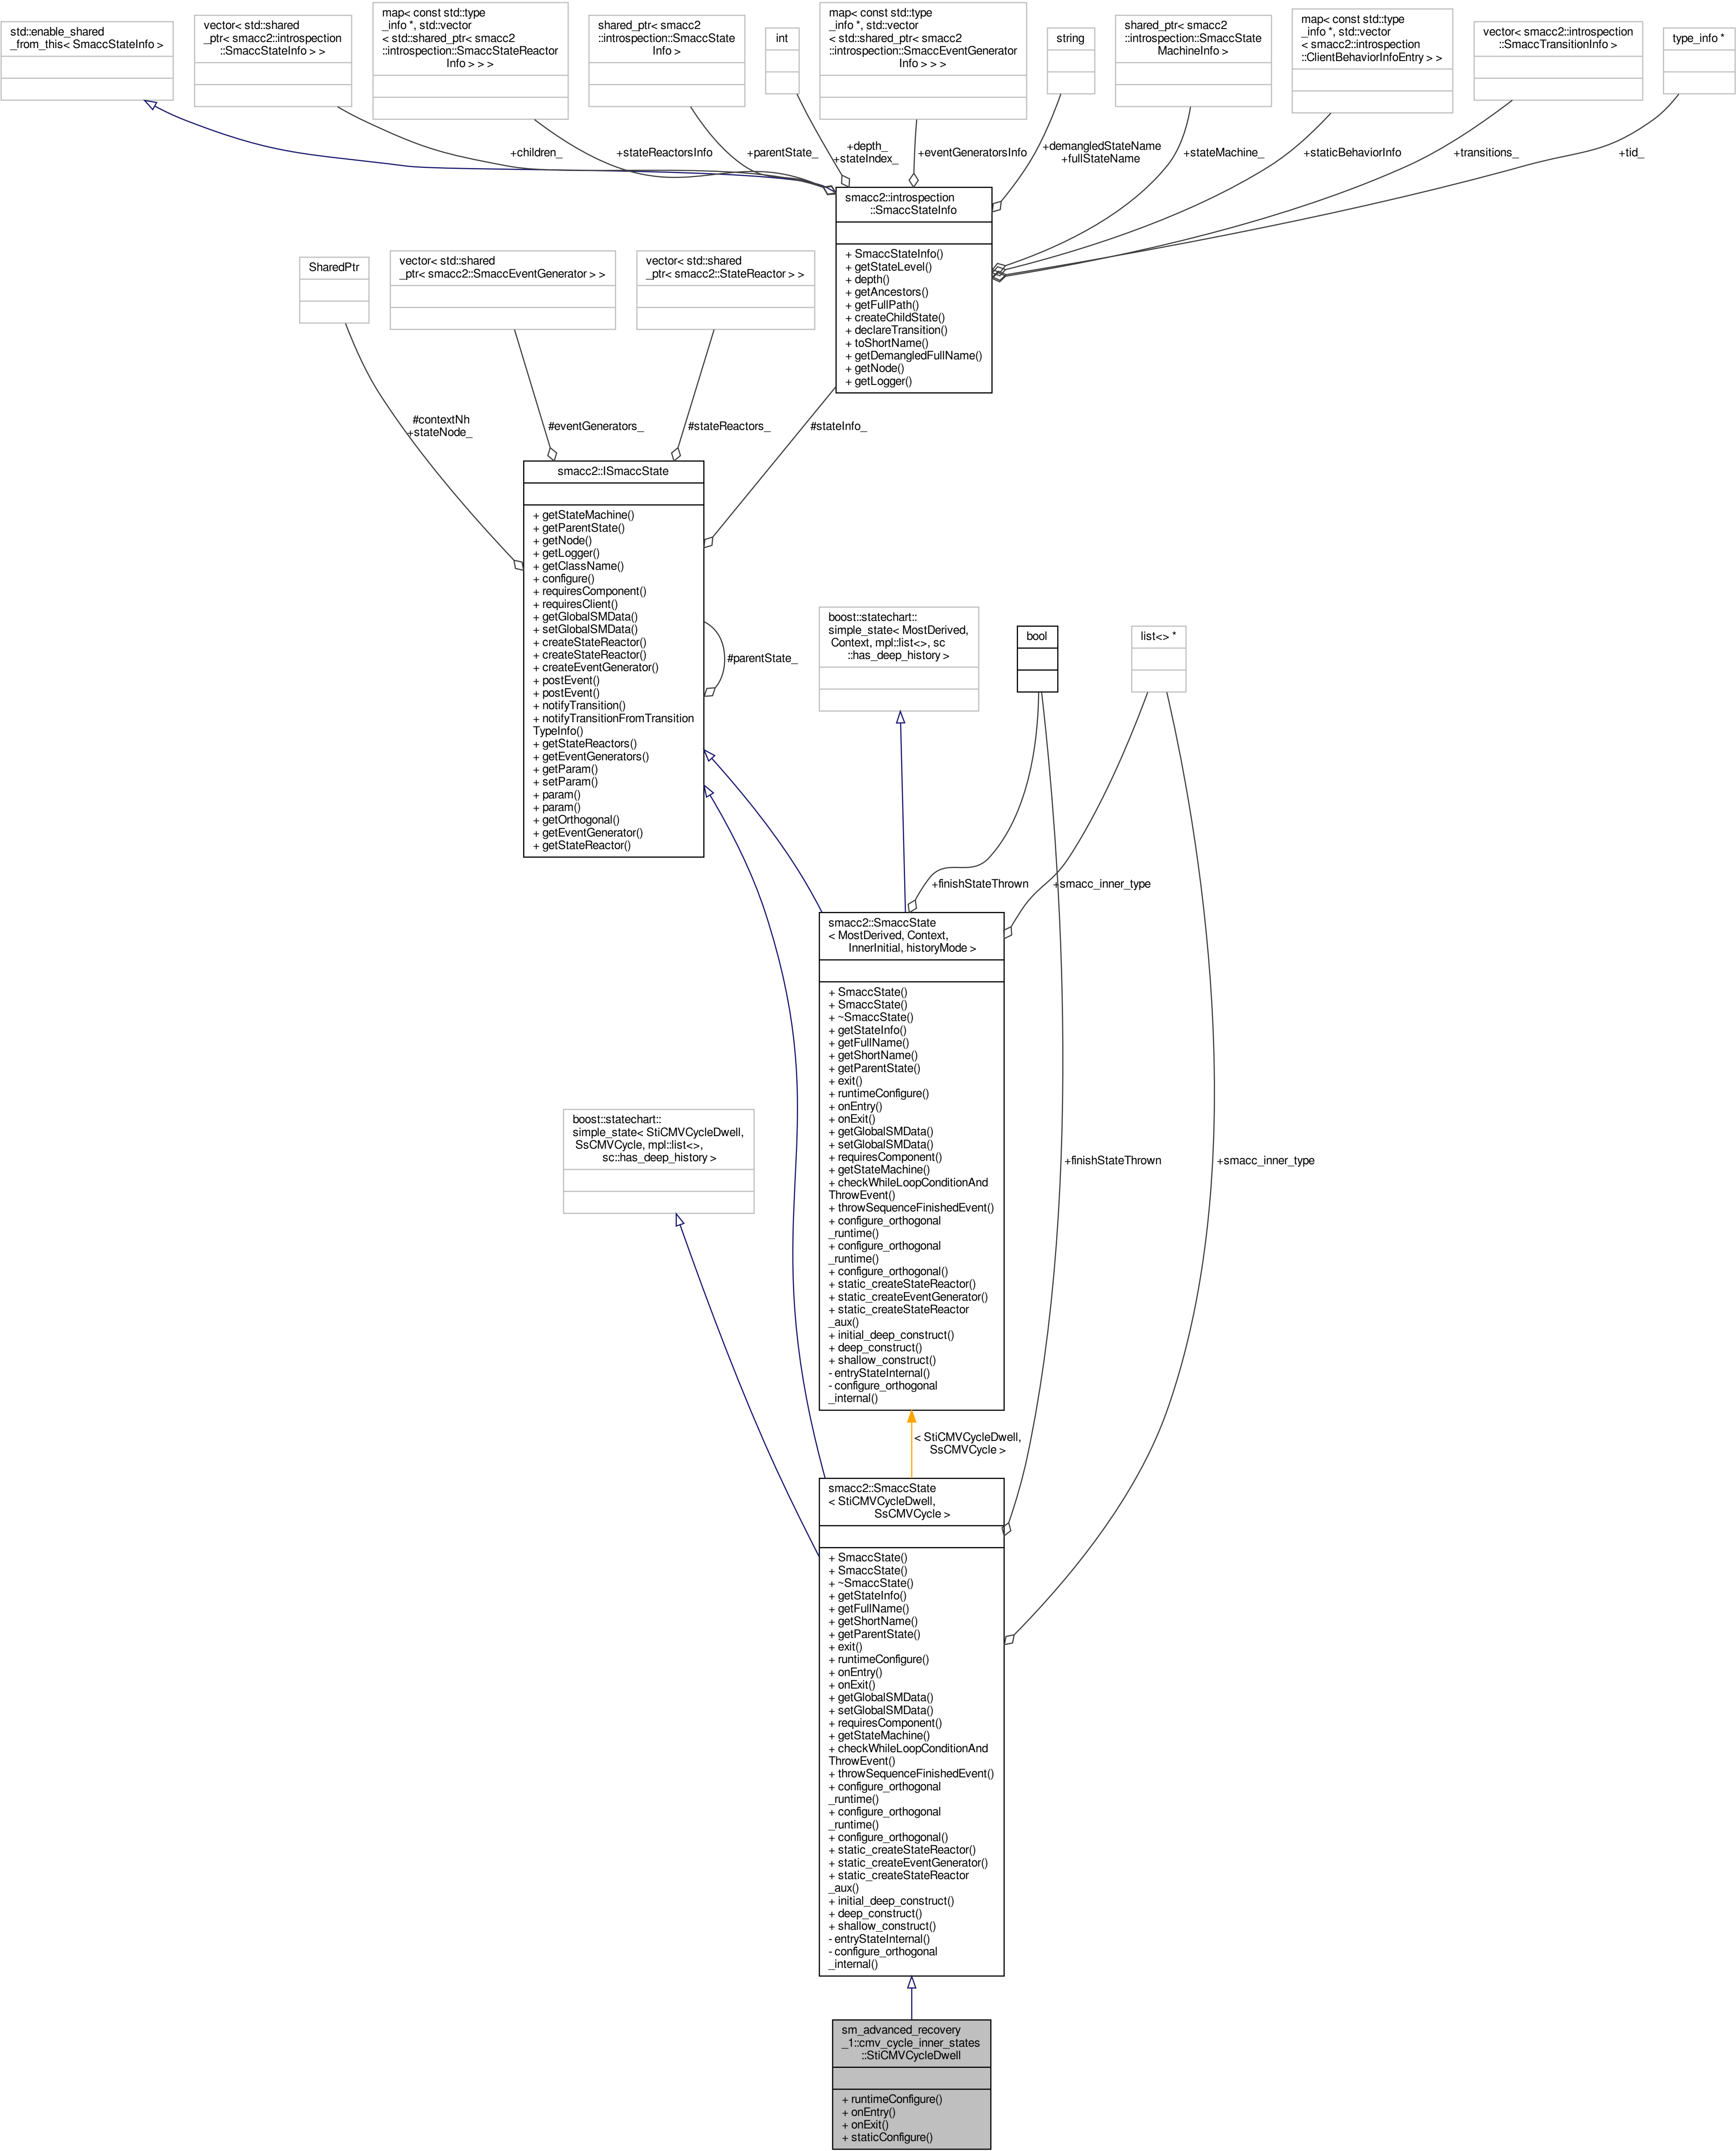 std::enable_shared
_from_this< SmaccStateInfo >
vector< std::shared
_ptr< smacc2::introspection
::SmaccStateInfo > >
map< const std::type
_info *, std::vector
< std::shared_ptr< smacc2
::introspection::SmaccStateReactor
Info > > >
shared_ptr< smacc2
::introspection::SmaccState
Info >
int
map< const std::type
_info *, std::vector
< std::shared_ptr< smacc2
::introspection::SmaccEventGenerator
Info > > >
string
shared_ptr< smacc2
::introspection::SmaccState
MachineInfo >
map< const std::type
_info *, std::vector
< smacc2::introspection
::ClientBehaviorInfoEntry > >
vector< smacc2::introspection
::SmaccTransitionInfo >
type_info *
+children_
+stateReactorsInfo
+parentState_
+depth_
+stateIndex_
+eventGeneratorsInfo
+demangledStateName
+fullStateName
+stateMachine_
+staticBehaviorInfo
+transitions_
+tid_
smacc2::introspection
::SmaccStateInfo
+ SmaccStateInfo()
+ getStateLevel()
+ depth()
+ getAncestors()
+ getFullPath()
+ createChildState()
+ declareTransition()
+ toShortName()
+ getDemangledFullName()
+ getNode()
+ getLogger()
SharedPtr
vector< std::shared
_ptr< smacc2::SmaccEventGenerator > >
vector< std::shared
_ptr< smacc2::StateReactor > >
#contextNh
+stateNode_
#eventGenerators_
#stateReactors_
#stateInfo_
smacc2::ISmaccState
+ getStateMachine()
+ getParentState()
+ getNode()
+ getLogger()
+ getClassName()
+ configure()
+ requiresComponent()
+ requiresClient()
+ getGlobalSMData()
+ setGlobalSMData()
+ createStateReactor()
+ createStateReactor()
+ createEventGenerator()
+ postEvent()
+ postEvent()
+ notifyTransition()
+ notifyTransitionFromTransition
TypeInfo()
+ getStateReactors()
+ getEventGenerators()
+ getParam()
+ setParam()
+ param()
+ param()
+ getOrthogonal()
+ getEventGenerator()
+ getStateReactor()
#parentState_
boost::statechart::
simple_state< MostDerived,
Context, mpl::list<>, sc
::has_deep_history >
bool
list<> *
+finishStateThrown
+smacc_inner_type
smacc2::SmaccState
< MostDerived, Context,
InnerInitial, historyMode >
+ SmaccState()
+ SmaccState()
+ ~SmaccState()
+ getStateInfo()
+ getFullName()
+ getShortName()
+ getParentState()
+ exit()
+ runtimeConfigure()
+ onEntry()
+ onExit()
+ getGlobalSMData()
+ setGlobalSMData()
+ requiresComponent()
+ getStateMachine()
+ checkWhileLoopConditionAnd
ThrowEvent()
+ throwSequenceFinishedEvent()
+ configure_orthogonal
_runtime()
+ configure_orthogonal
_runtime()
+ configure_orthogonal()
+ static_createStateReactor()
+ static_createEventGenerator()
+ static_createStateReactor
_aux()
+ initial_deep_construct()
+ deep_construct()
+ shallow_construct()
- entryStateInternal()
- configure_orthogonal
_internal()
boost::statechart::
simple_state< StiCMVCycleDwell,
SsCMVCycle, mpl::list<>,
sc::has_deep_history >
+finishStateThrown
+smacc_inner_type
< StiCMVCycleDwell,
SsCMVCycle >
smacc2::SmaccState
< StiCMVCycleDwell,
SsCMVCycle >
+ SmaccState()
+ SmaccState()
+ ~SmaccState()
+ getStateInfo()
+ getFullName()
+ getShortName()
+ getParentState()
+ exit()
+ runtimeConfigure()
+ onEntry()
+ onExit()
+ getGlobalSMData()
+ setGlobalSMData()
+ requiresComponent()
+ getStateMachine()
+ checkWhileLoopConditionAnd
ThrowEvent()
+ throwSequenceFinishedEvent()
+ configure_orthogonal
_runtime()
+ configure_orthogonal
_runtime()
+ configure_orthogonal()
+ static_createStateReactor()
+ static_createEventGenerator()
+ static_createStateReactor
_aux()
+ initial_deep_construct()
+ deep_construct()
+ shallow_construct()
- entryStateInternal()
- configure_orthogonal
_internal()
sm_advanced_recovery
_1::cmv_cycle_inner_states
::StiCMVCycleDwell
+ runtimeConfigure()
+ onEntry()
+ onExit()
+ staticConfigure()